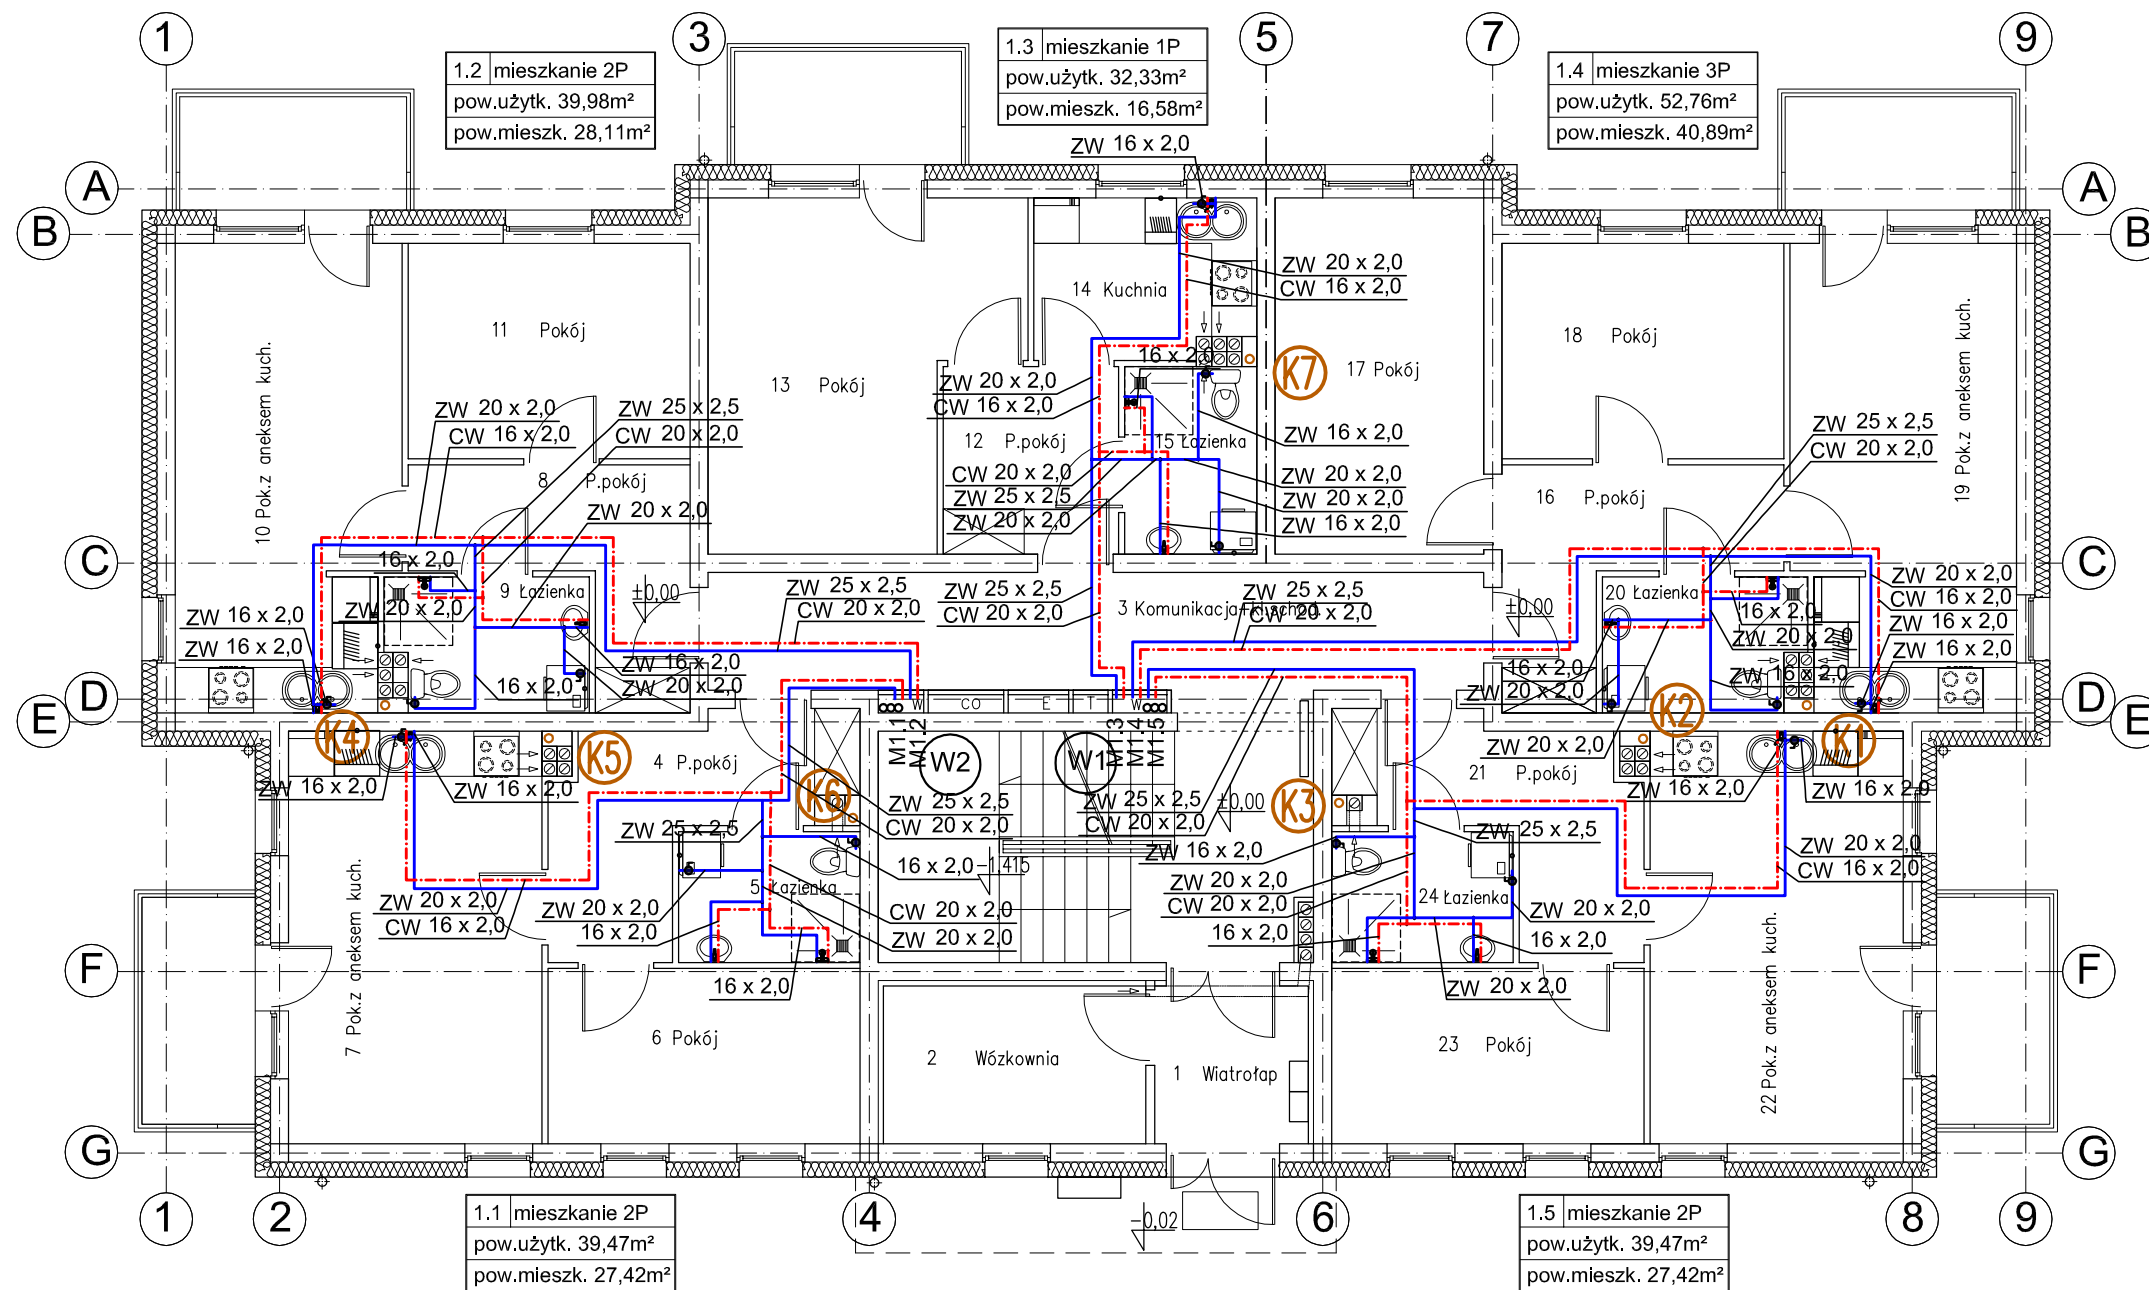 1
3
5
7
9
1.2 mieszkanie 2P
pow.użytk. 39,98m²
pow.mieszk. 28,11m²
1.3 mieszkanie 1P
pow.użytk. 32,33m²
pow.mieszk. 16,58m²
1.4 mieszkanie 3P
pow.użytk. 52,76m²
pow.mieszk. 40,89m²
ZW 16 x 2,0
A
A
B
B
ZW 20 x 2,0
CW 16 x 2,0
14 Kuchnia
11 Pokój
10 Pok.z aneksem kuch.
13 Pokój
16 x 2,0
K7
17 Pokój
18 Pokój
19 Pok.z aneksem kuch.
ZW 20 x 2,0
CW 16 x 2,0
ZW 20 x 2,0
CW 16 x 2,0
ZW 25 x 2,5
CW 20 x 2,0
12 P.pokój
15 Łazienka
ZW 16 x 2,0
ZW 25 x 2,5
CW 20 x 2,0
8 P.pokój
ZW 20 x 2,0
CW 20 x 2,0
ZW 25 x 2,5
ZW 20 x 2,0
ZW 20 x 2,0
ZW 20 x 2,0
ZW 16 x 2,0
16 P.pokój
C
C
16 x 2,0
9 Łazienka
±0,00
ZW 25 x 2,5
CW 20 x 2,0
ZW 25 x 2,5
CW 20 x 2,0
3 Komunikacja+kl.schod.
ZW 25 x 2,5
CW 20 x 2,0
±0,00
20 Łazienka
16 x 2,0
ZW 20 x 2,0
CW 16 x 2,0
ZW 16 x 2,0
ZW 16 x 2,0
ZW 16 x 2,0
ZW 16 x 2,0
ZW 20 x 2,0
ZW 16 x 2,0
ZW 20 x 2,0
16 x 2,0
16 x 2,0
ZW 20 x 2,0
ZW 20 x 2,0
ZW 16 x 2,0
D
D
E
E
W
CO
E
T
W
M1.1
M1.2
M1.3
M1.4
M1.5
K4
K5
K6
K3
K2
K1
W2
W1
4 P.pokój
ZW 20 x 2,0
21 P.pokój
ZW 16 x 2,0
ZW 16 x 2,0
ZW 25 x 2,5
CW 20 x 2,0
ZW 25 x 2,5
CW 20 x 2,0
±0,00
ZW 16 x 2,0
ZW 16 x 2,0
ZW 25 x 2,5
16 x 2,0
-1,415
ZW 16 x 2,0
ZW 25 x 2,5
ZW 20 x 2,0
CW 16 x 2,0
7 Pok.z aneksem kuch.
ZW 20 x 2,0
CW 16 x 2,0
5 Łazienka
ZW 20 x 2,0
16 x 2,0
CW 20 x 2,0
ZW 20 x 2,0
ZW 20 x 2,0
CW 20 x 2,0
16 x 2,0
24 Łazienka
ZW 20 x 2,0
16 x 2,0
22 Pok.z aneksem kuch.
F
F
16 x 2,0
ZW 20 x 2,0
6 Pokój
2 Wózkownia
1 Wiatrołap
23 Pokój
G
G
1
2
4
6
8
9
-0,02
1.1 mieszkanie 2P
pow.użytk. 39,47m²
pow.mieszk. 27,42m²
1.5 mieszkanie 2P
pow.użytk. 39,47m²
pow.mieszk. 27,42m²